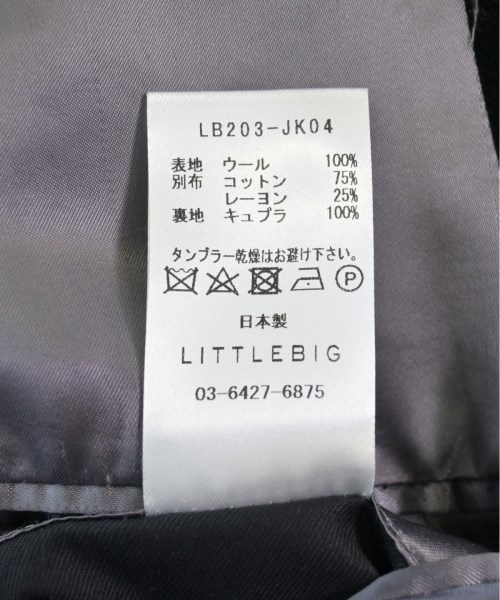 LB203-JK04
表地 ウール 100%
別布 コットン 75%
レーヨン 25%
裏地 キュプラ 100%
タンブラー乾燥はお避け下さい。
P
日本製
LITTLEBIG
03-6427-6875